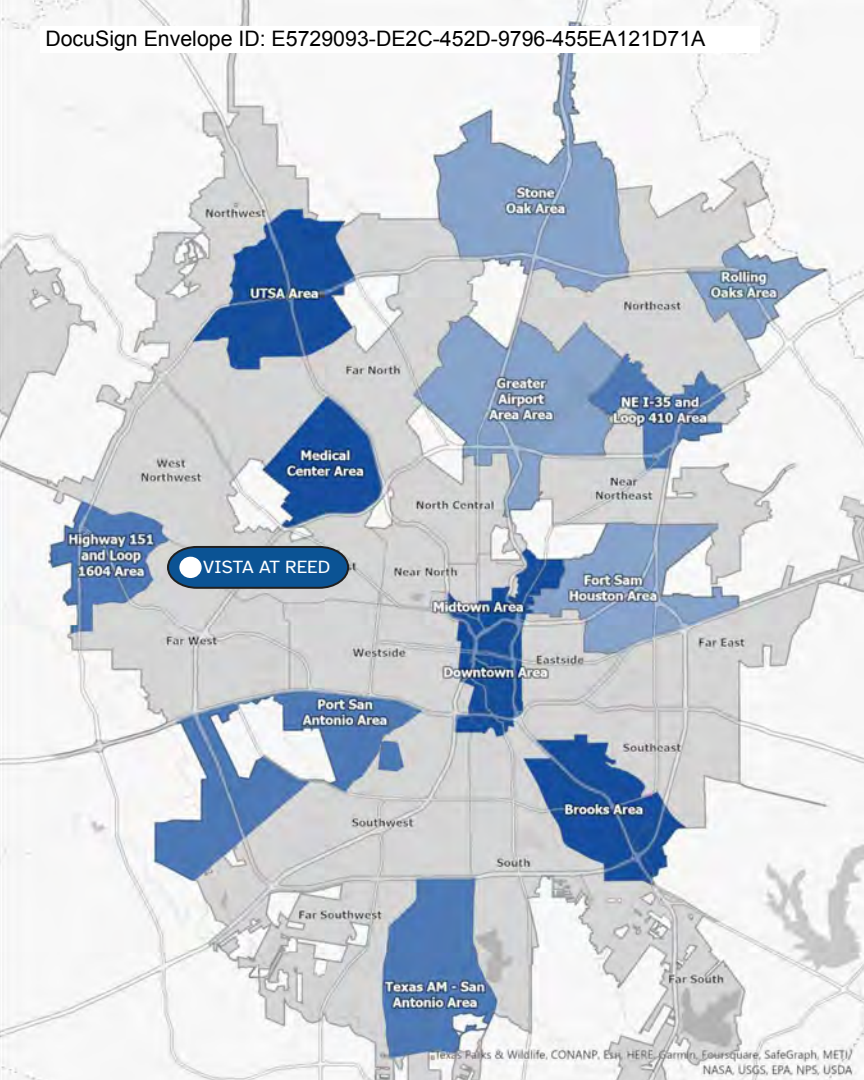 DocuSign Envelope ID: E5729093-DE2C-452D-9796-455EA121D71A
Stone
Oak Area
Northwest
UTSA Area
Rolling
Oaks Area
Northeast
Far North
Greater
Airport
Area Area
NE I-35 and
Loop 410 Area
Medical
Center Area
West
Northwest
Near
Northeast
North Central
Highway 151
and Loop
1604 Area
VISTA AT REED
Near North
Fort Sam
Houston Area
Midtown Area
Far West
Westside
Eastside
Far East
Downtown Area
Port San
Antonio Area
Southeast
Brooks Area
Southwest
South
Far Southwest
Far South
Texas AM - San
Antonio Area
Texas Parks & Wildlife, CONANP, Esri, HERE, Garmin, Foursquare, SafeGraph, METI/
NASA, USGS, EPA, NPS, USDA